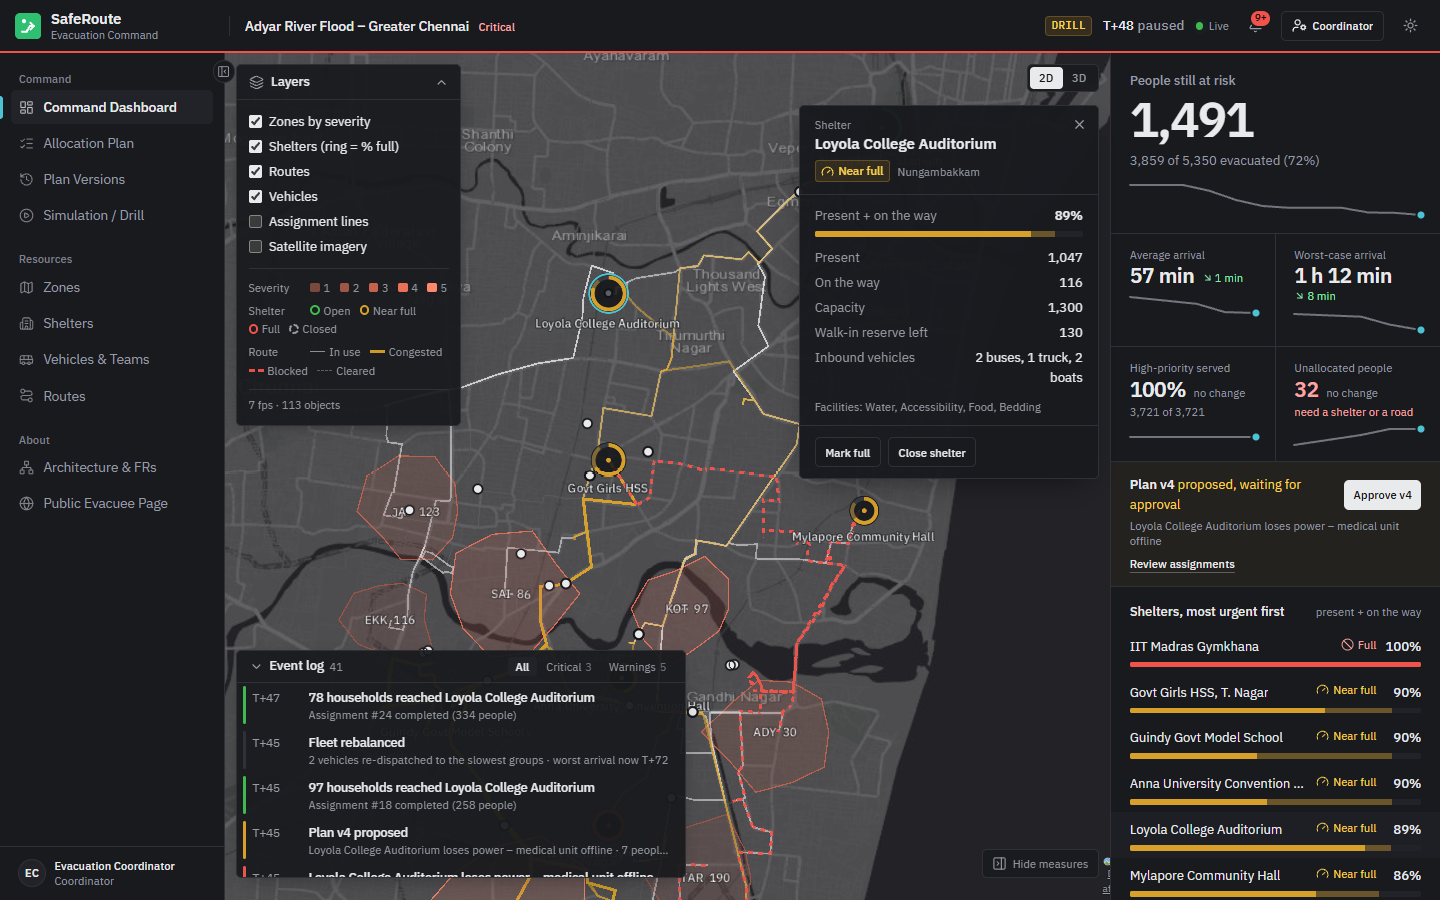 SafeRoute
Evacuation Command
Adyar River Flood – Greater Chennai Critical
DRILL T+48 paused Live 9+ Coordinator
Command
Command Dashboard
Allocation Plan
Plan Versions
Simulation / Drill
Resources
Zones
Shelters
Vehicles & Teams
Routes
About
Architecture & FRs
Public Evacuee Page
EC Evacuation Coordinator
Coordinator
Layers
Zones by severity
Shelters (ring = % full)
Routes
Vehicles
Assignment lines
Satellite imagery
Severity 1 2 3 4 5
Shelter Open Near full
Full Closed
Route In use Congested
Blocked Cleared
7 fps · 113 objects
Ayanavaram
Shanthi
Colony
Aminjikarai
Thousand
Lights Wes
Loyola College Auditorium
Tirumurthi
Nagar
Govt Girls HSS
Mylapore Community Hall
123
SAI 86
EKK 116
KOT 97
Gandhi Nagar
Hall
ADY 30
AR 190
2D 3D
Shelter
Loyola College Auditorium
Near full Nungambakkam
Present + on the way 89%
Present 1,047
On the way 116
Capacity 1,300
Walk-in reserve left 130
Inbound vehicles 2 buses, 1 truck, 2
boats
Facilities: Water, Accessibility, Food, Bedding
Mark full Close shelter
Event log 41 All Critical 3 Warnings 5
T+47 78 households reached Loyola College Auditorium
Assignment #24 completed (334 people)
T+45 Fleet rebalanced
2 vehicles re-dispatched to the slowest groups · worst arrival now T+72
T+45 97 households reached Loyola College Auditorium
Assignment #18 completed (258 people)
T+45 Plan v4 proposed
Loyola College Auditorium loses power – medical unit offline · 7 peopl...
T+45 Loyola College Auditorium loses power – medical unit offline
Hide measures
People still at risk
1,491
3,859 of 5,350 evacuated (72%)
Average arrival
57 min 1 min
Worst-case arrival
1 h 12 min
8 min
High-priority served
100% no change
3,721 of 3,721
Unallocated people
32 no change
need a shelter or a road
Plan v4 proposed, waiting for
approval
Approve v4
Loyola College Auditorium loses power – medical unit
offline
Review assignments
Shelters, most urgent first present + on the way
IIT Madras Gymkhana Full 100%
Govt Girls HSS, T. Nagar Near full 90%
Guindy Govt Model School Near full 90%
Anna University Convention ... Near full 90%
Loyola College Auditorium Near full 89%
Mylapore Community Hall Near full 86%